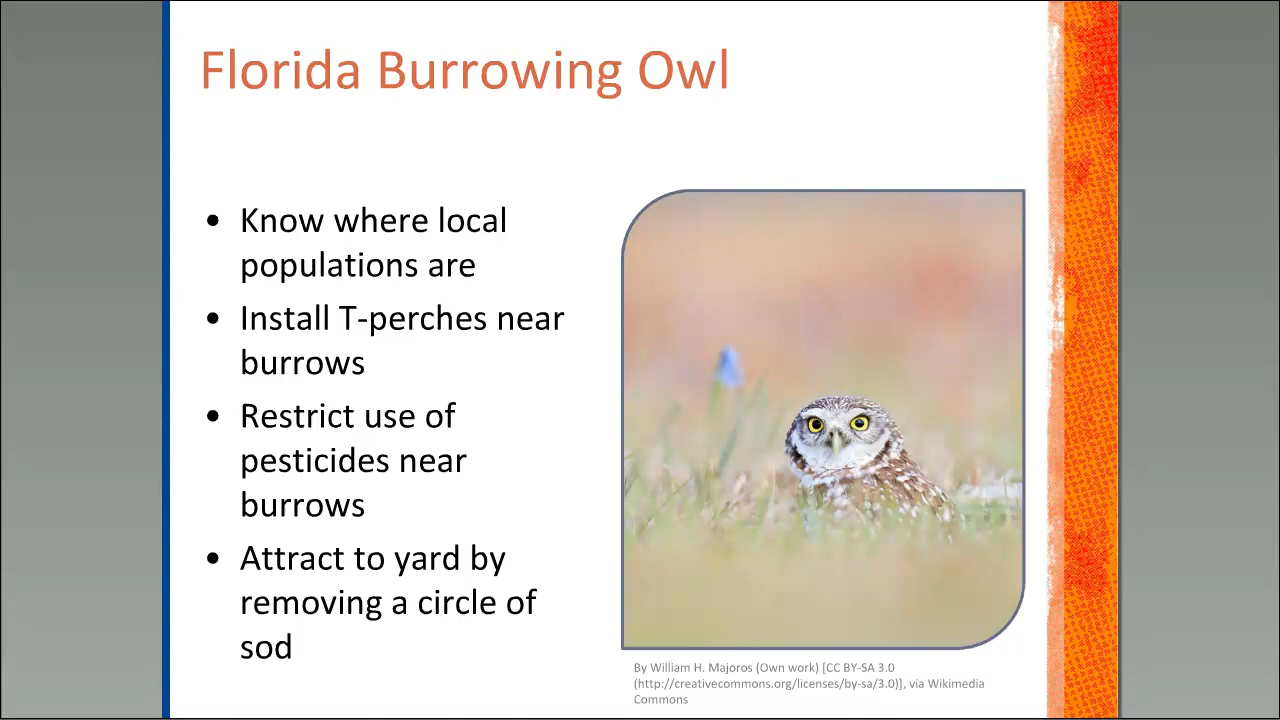 Florida Burrowing Owl
• Know where local
populations are
• Install T-perches near
burrows
• Restrict use of
pesticides near
burrows
• Attract to yard by
removing a circle of
sod
By William H. Majoros (Own work) [CC BY-SA 3.0
(http://creativecommons.org/licenses/by-sa/3.0)], via Wikimedia
Commons